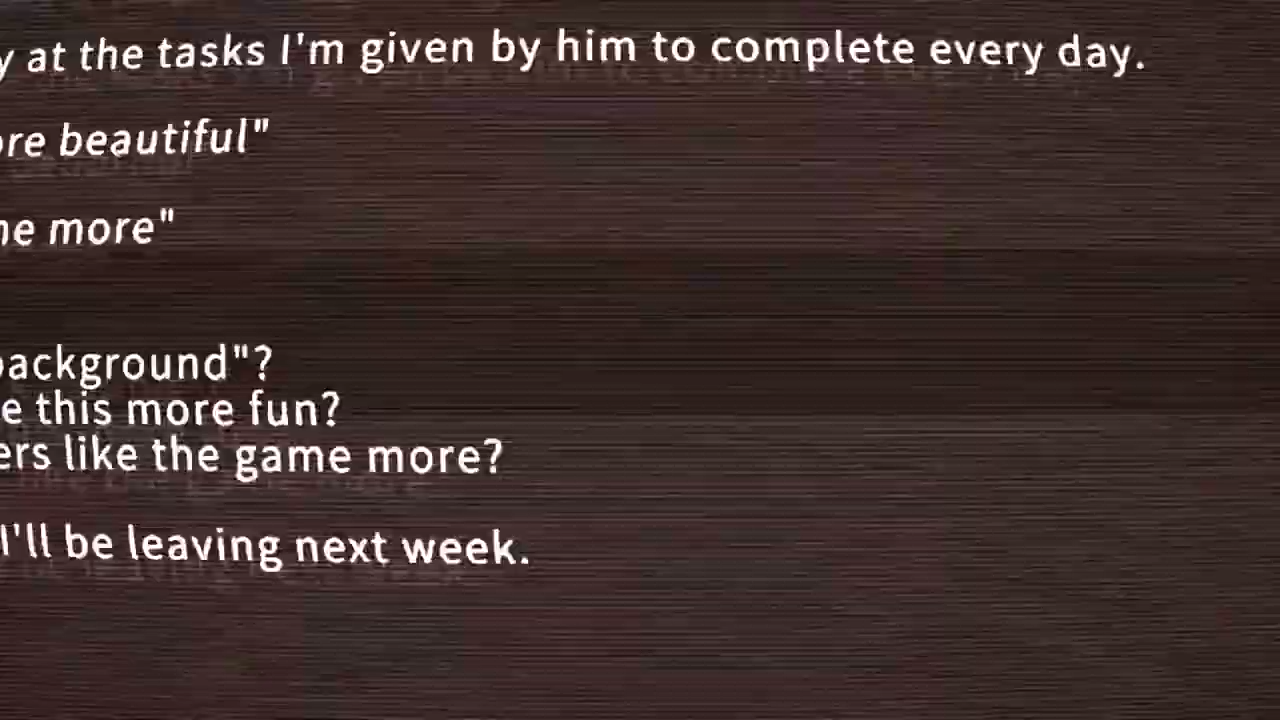 at the tasks I'm given by him to complete every day.
beautiful"
more"
background"?
this more fun?
like the game more?
I'll be leaving next week.